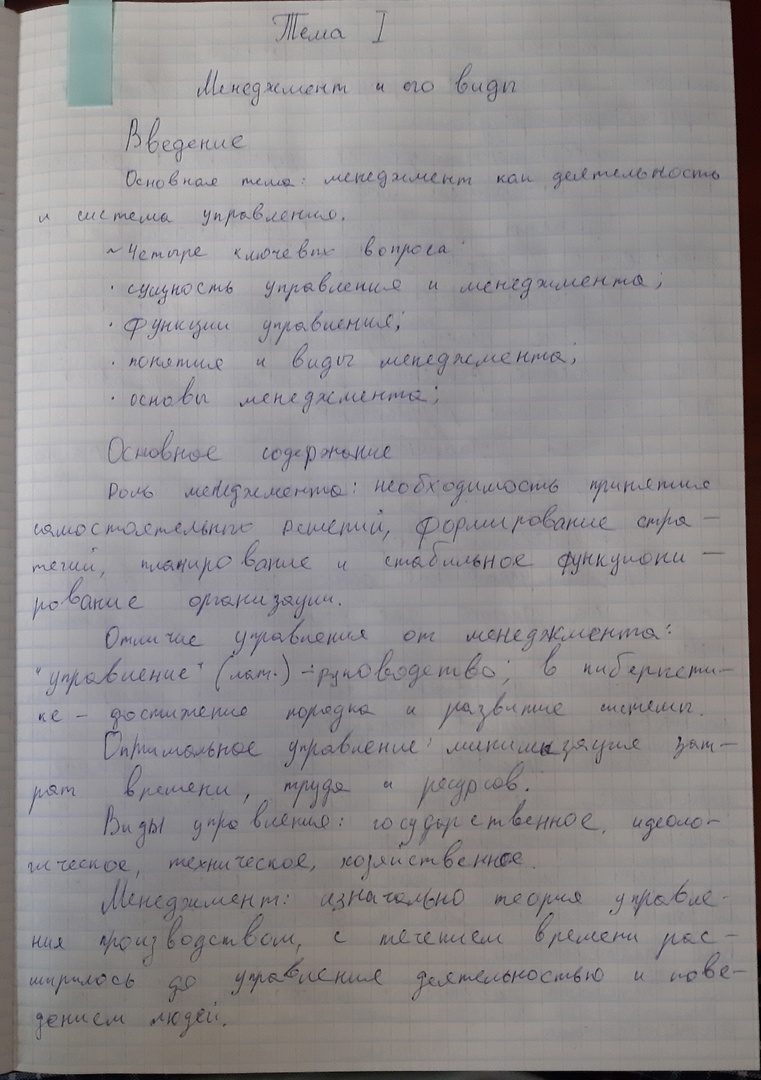 Тема I
Менеджмент и его виды
Введение
Основная тема: менеджмент как деятельность
и система управления.
~ Четыре ключевых вопроса:
· сущность управления и менеджмента;
· функции управления;
· понятия и виды менеджмента;
· основы менеджмента;
Основное содержание
Роль менеджмента: необходимость принятия
самостоятельных решений, формирование стра–
тегий, планирование и стабильное функциони–
рование организации.
Отличие управления от менеджмента:
"управление" (лат.) – руководство; в кибернети–
ке – достижение порядка и развитие системы.
Оптимальное управление: минимизация зат–
рат времени, труда и ресурсов.
Виды управления: государственное, идеоло–
гическое, техническое, хозяйственное.
Менеджмент: изначально теория управле–
ния производством, с течением времени рас–
ширилось до управления деятельностью и пове–
дением людей.